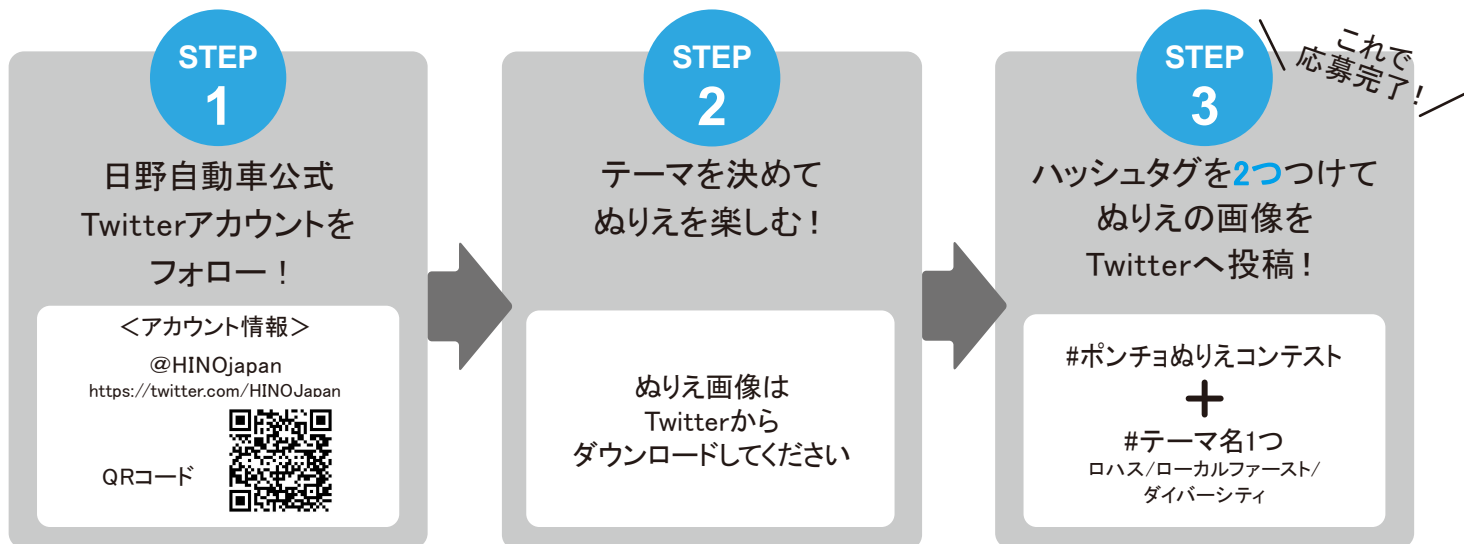 STEP
1
日野自動車公式
Twitterアカウントを
フォロー！
＜アカウント情報＞
@HINOjapan
https://twitter.com/HINOJapan
QRコード
STEP
2
テーマを決めて
ぬりえを楽しむ！
ぬりえ画像は
Twitterから
ダウンロードしてください
STEP
3
これで
応募完了！
ハッシュタグを2つつけて
ぬりえの画像を
Twitterへ投稿！
#ポンチョぬりえコンテスト
＋
#テーマ名1つ
ロハス/ローカルファースト/
ダイバーシティ